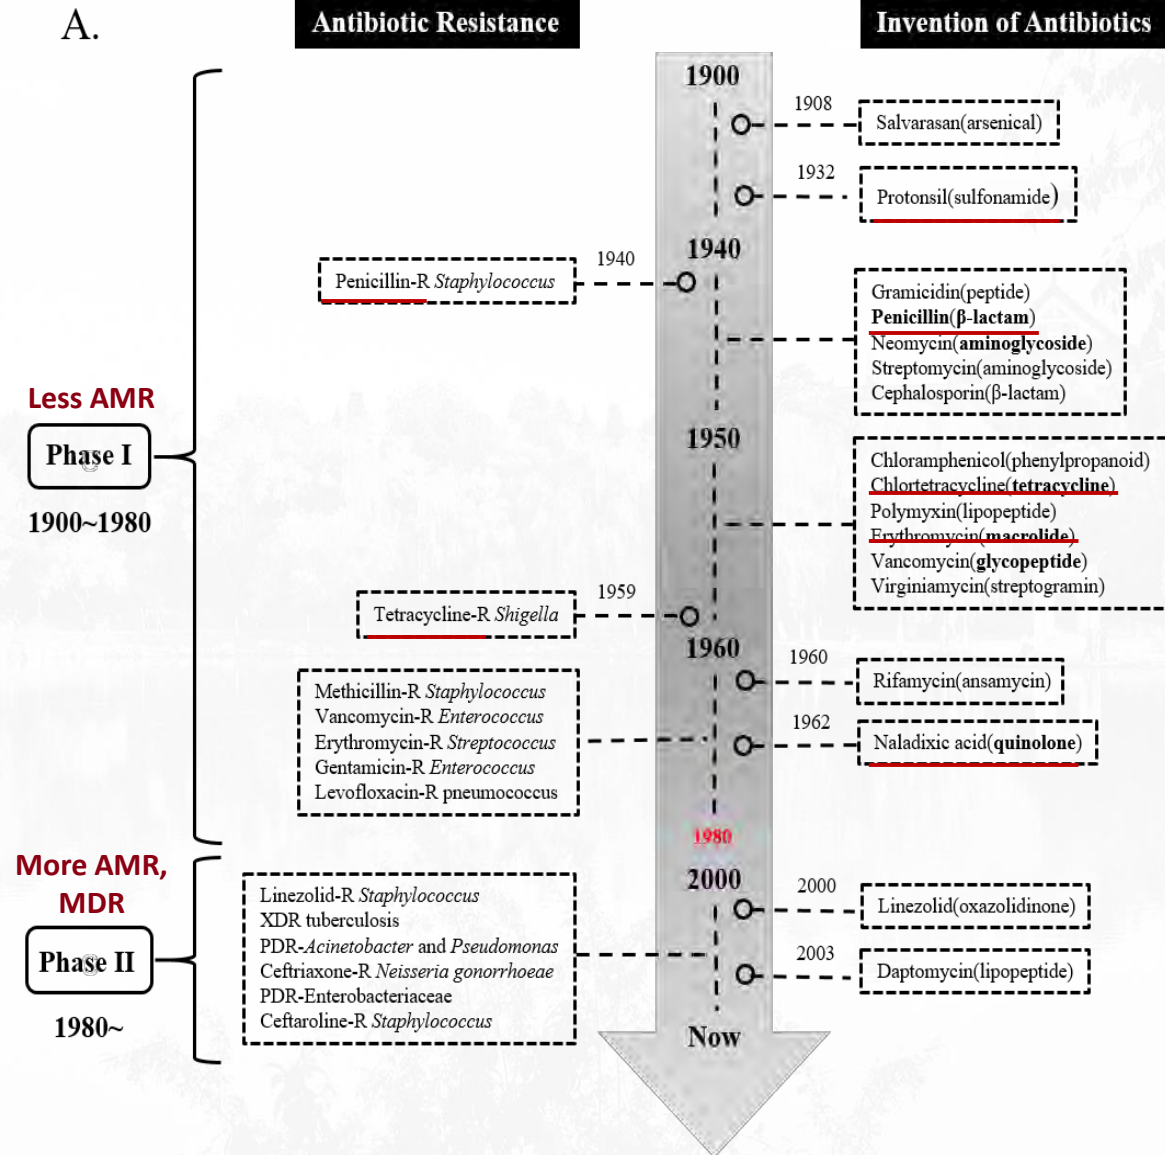 A.
Antibiotic Resistance
Invention of Antibiotics
1900
1908
Salvarasan(arsenical)
1932
Protonsil(sulfonamide)
1940
1940
Penicillin-R Staphylococcus
Gramicidin(peptide)
Penicillin(β-lactam)
Neomycin(aminoglycoside)
Streptomycin(aminoglycoside)
Cephalosporin(β-lactam)
Less AMR
Phase I
1900~1980
1950
Chloramphenicol(phenylpropanoid)
Chlortetracycline(tetracycline)
Polymyxin(lipopeptide)
Erythromycin(macrolide)
Vancomycin(glycopeptide)
Virginiamycin(streptogramin)
1959
Tetracycline-R Shigella
1960
1960
Rifamycin(ansamycin)
1962
Naladixic acid(quinolone)
Methicillin-R Staphylococcus
Vancomycin-R Enterococcus
Erythromycin-R Streptococcus
Gentamicin-R Enterococcus
Levofloxacin-R pneumococcus
1980
More AMR,
MDR
Phase II
1980~
2000
2000
Linezolid(oxazolidinone)
2003
Daptomycin(lipopeptide)
Linezolid-R Staphylococcus
XDR tuberculosis
PDR-Acinetobacter and Pseudomonas
Ceftriaxone-R Neisseria gonorrhoeae
PDR-Enterobacteriaceae
Ceftaroline-R Staphylococcus
Now